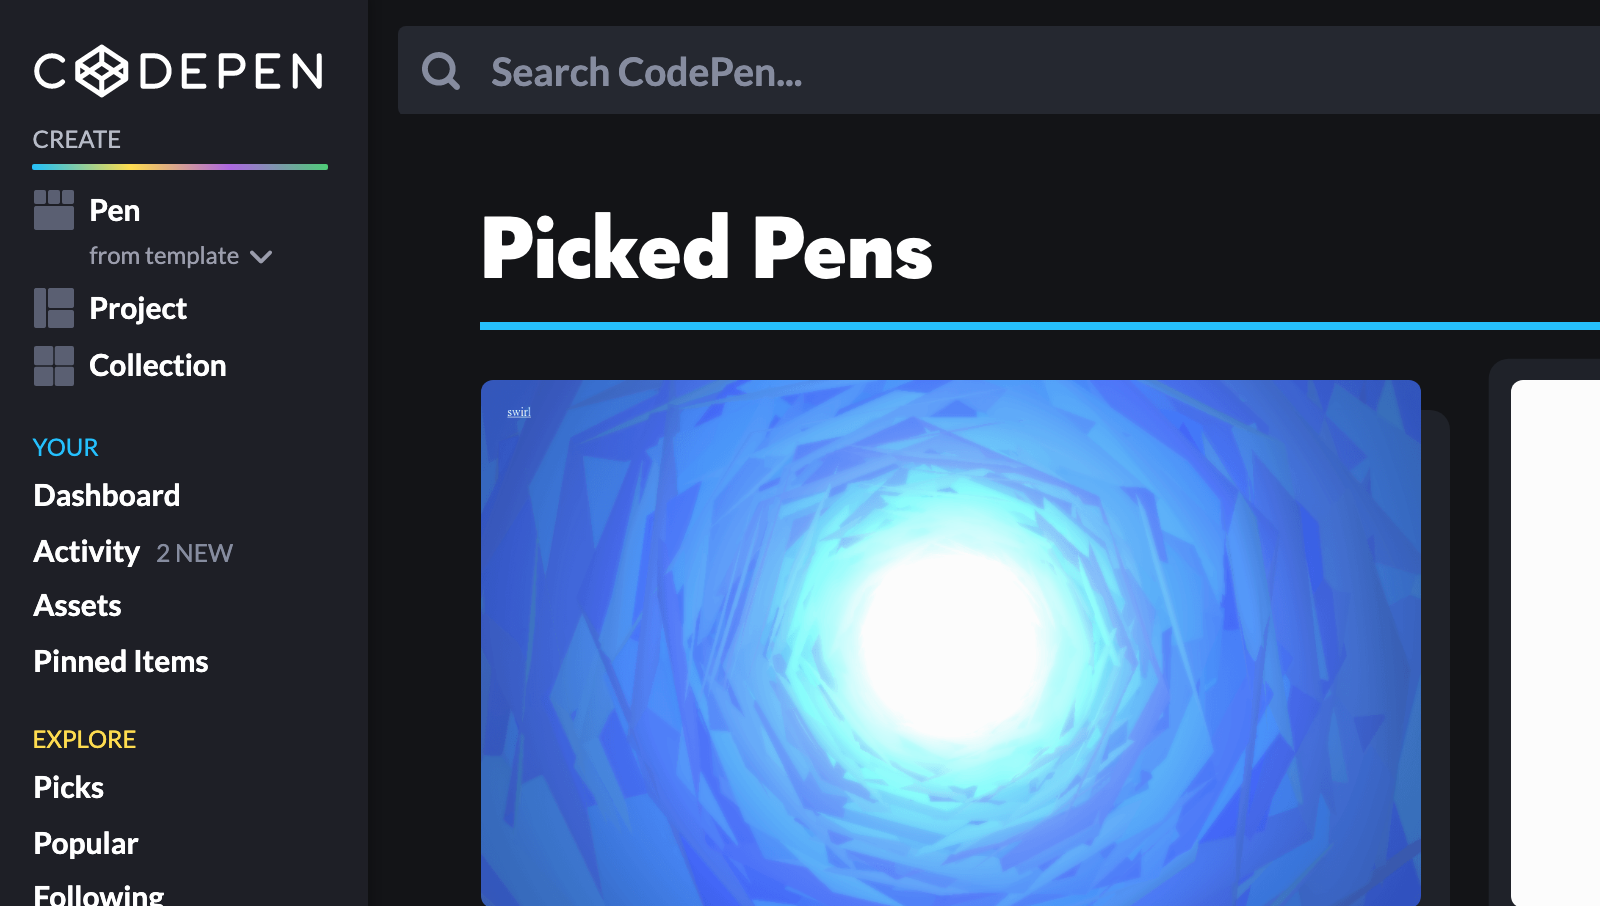 CODEPEN
CREATE
Pen
from template
Project
Collection
YOUR
Dashboard
Activity 2 NEW
Assets
Pinned Items
EXPLORE
Picks
Popular
Following
Search CodePen...
Picked Pens
swirl